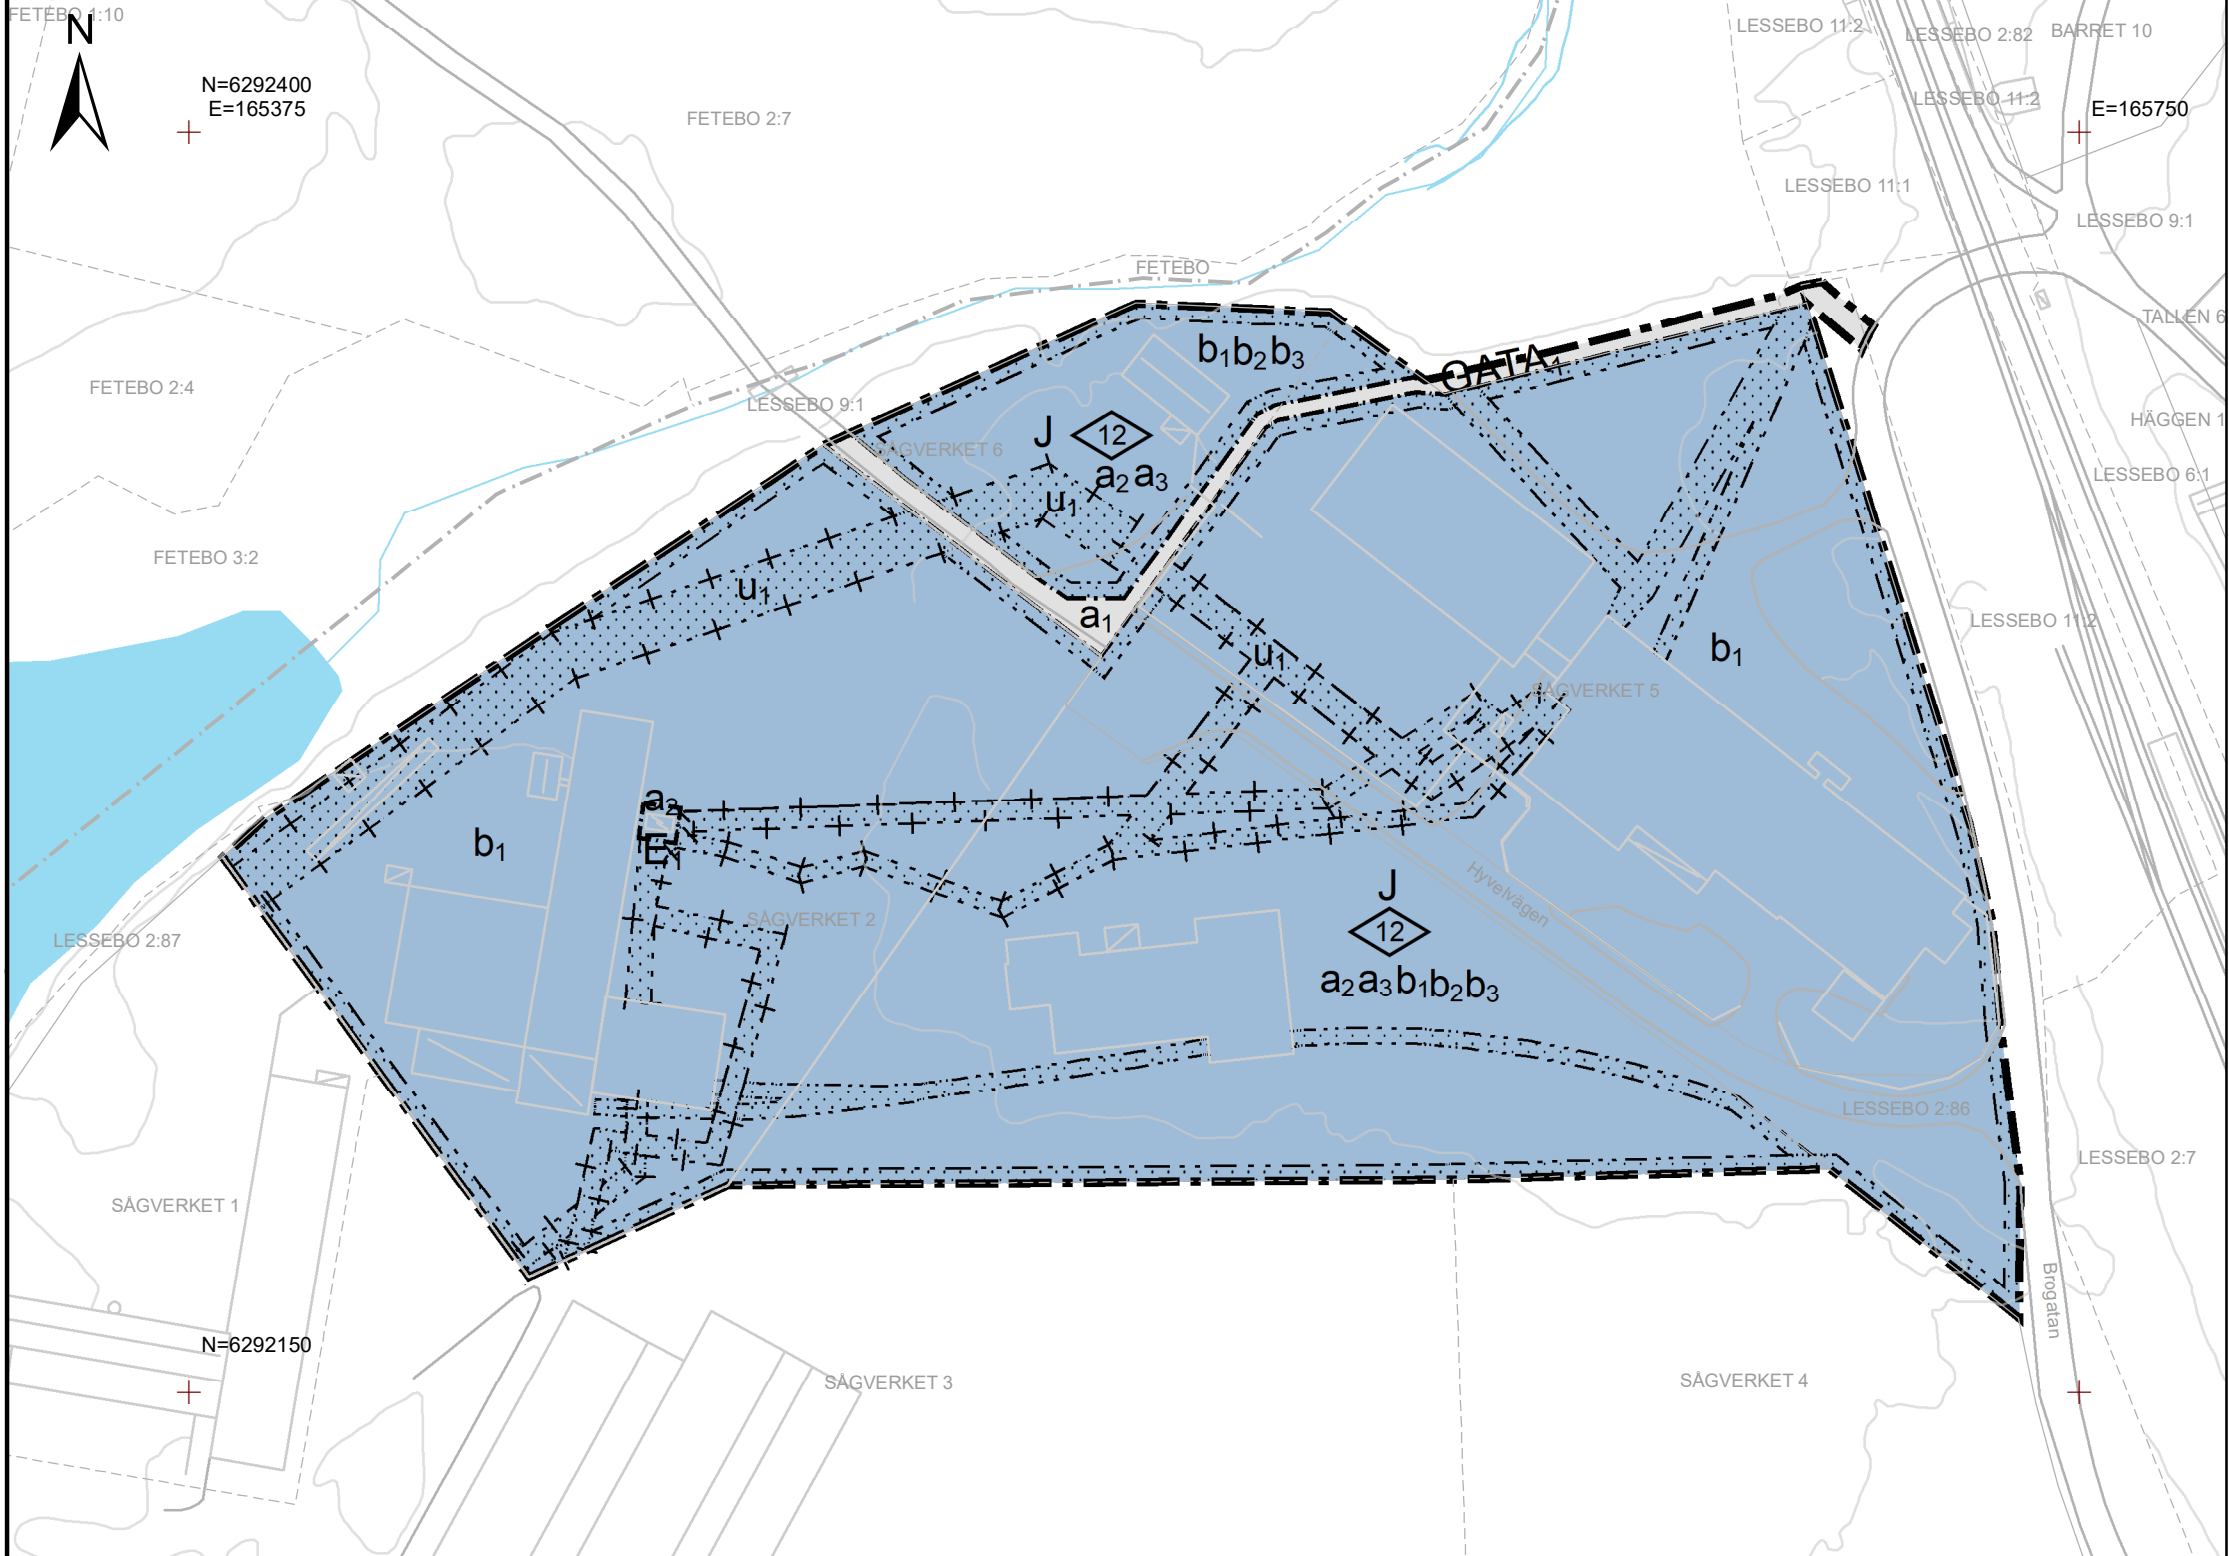 FETEBO 1:10
N
N=6292400
E=165375
FETEBO 2:7
LESSEBO 11:2
LESSEBO 2:82
BARRET 10
LESSEBO 11:2
E=165750
LESSEBO 11:1
LESSEBO 9:1
FETEBO
TALLEN 6
b₁b₂b₃
GATA₁
FETEBO 2:4
LESSEBO 9:1
HÄGGEN 1
J
12
SÅGVERKET 6
a₂a₃
LESSEBO 6:1
u₁
FETEBO 3:2
u₁
a₁
LESSEBO 11:2
u₁
b₁
SÅGVERKET 5
a₂
b₁
E₁
J
Hyvelvägen
SÅGVERKET 2
12
LESSEBO 2:87
a₂a₃b₁b₂b₃
LESSEBO 2:86
LESSEBO 2:7
SÅGVERKET 1
Brogatan
N=6292150
SÅGVERKET 3
SÅGVERKET 4